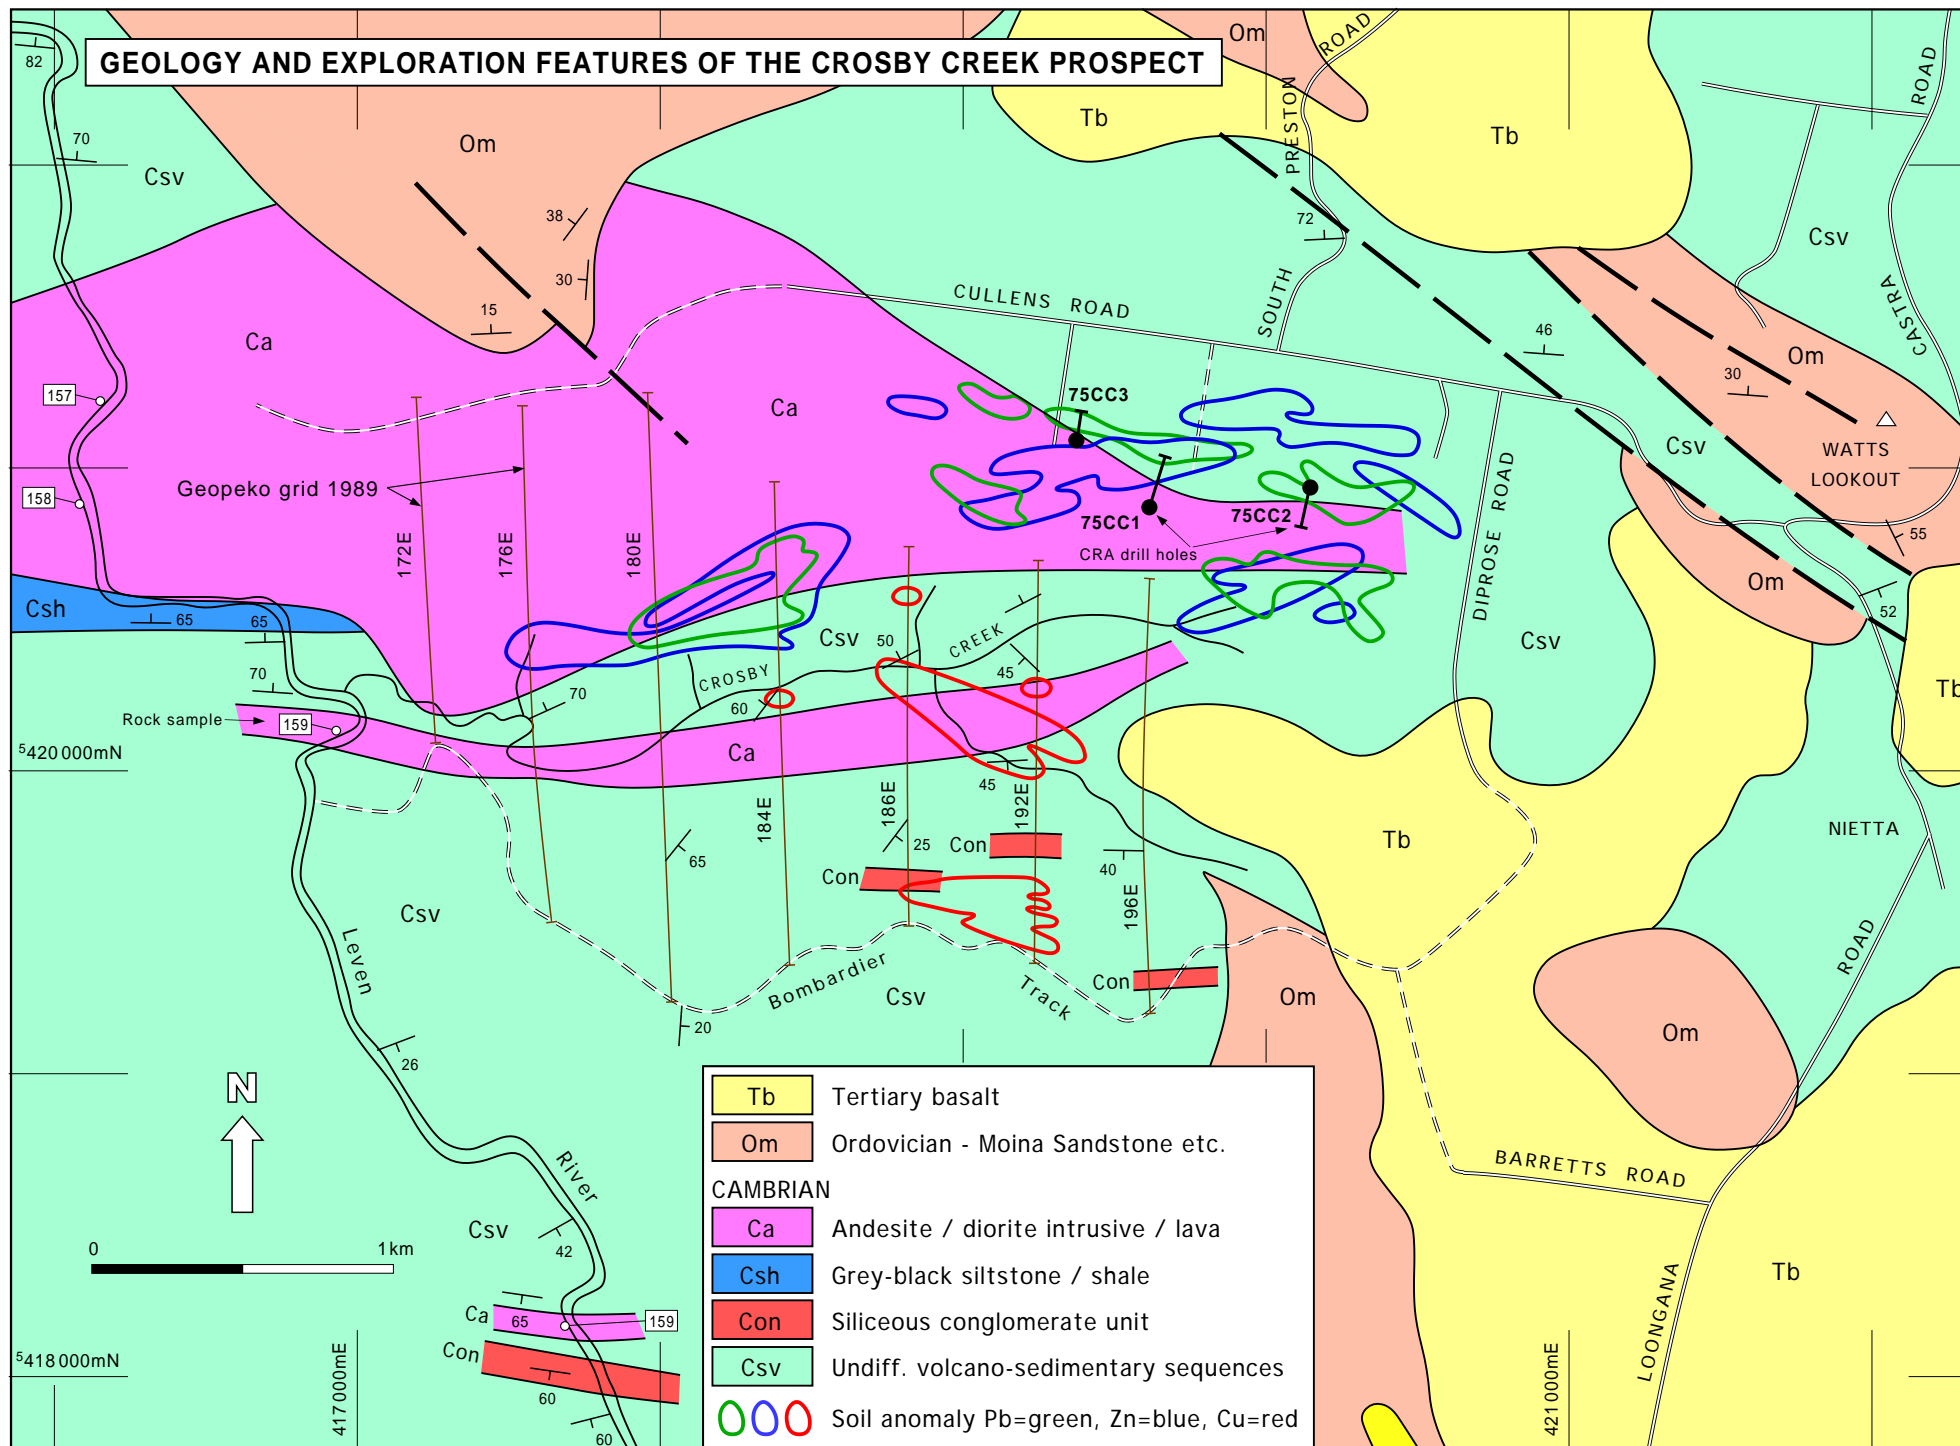 GEOLOGY AND EXPLORATION FEATURES OF THE CROSBY CREEK PROSPECT
82
70
Csv
Om
Om
ROAD
PRESTON
Tb
Tb
ROAD
Csv
38
30
15
72
SOUTH
CULLENS ROAD
CASTRA
46
Om
30
Ca
Ca
157
158
75CC3
WATTS
LOOKOUT
Csv
Geopeko grid 1989
75CC1
75CC2
CRA drill holes
55
172E
176E
180E
DIPROSE ROAD
Om
52
Csh
65
65
Csv
50
CREEK
Csv
70
CROSBY
45
60
70
Tb
Rock sample
159
Ca
45
5420 000mN
184E
186E
192E
Con
25
40
65
Con
196E
Tb
NIETTA
Csv
Leven
Bombardier
Csv
Track
Con
Om
ROAD
Om
20
26
N
River
BARRETTS ROAD
Csv
42
0
1km
Ca
65
159
Con
60
60
5418 000mN
417 000mE
Tb
LOONGANA
421 000mE
Tb
Tertiary basalt
Om
Ordovician - Moina Sandstone etc.
CAMBRIAN
Ca
Andesite / diorite intrusive / lava
Csh
Grey-black siltstone / shale
Con
Siliceous conglomerate unit
Csv
Undiff. volcano-sedimentary sequences
Soil anomaly Pb=green, Zn=blue, Cu=red